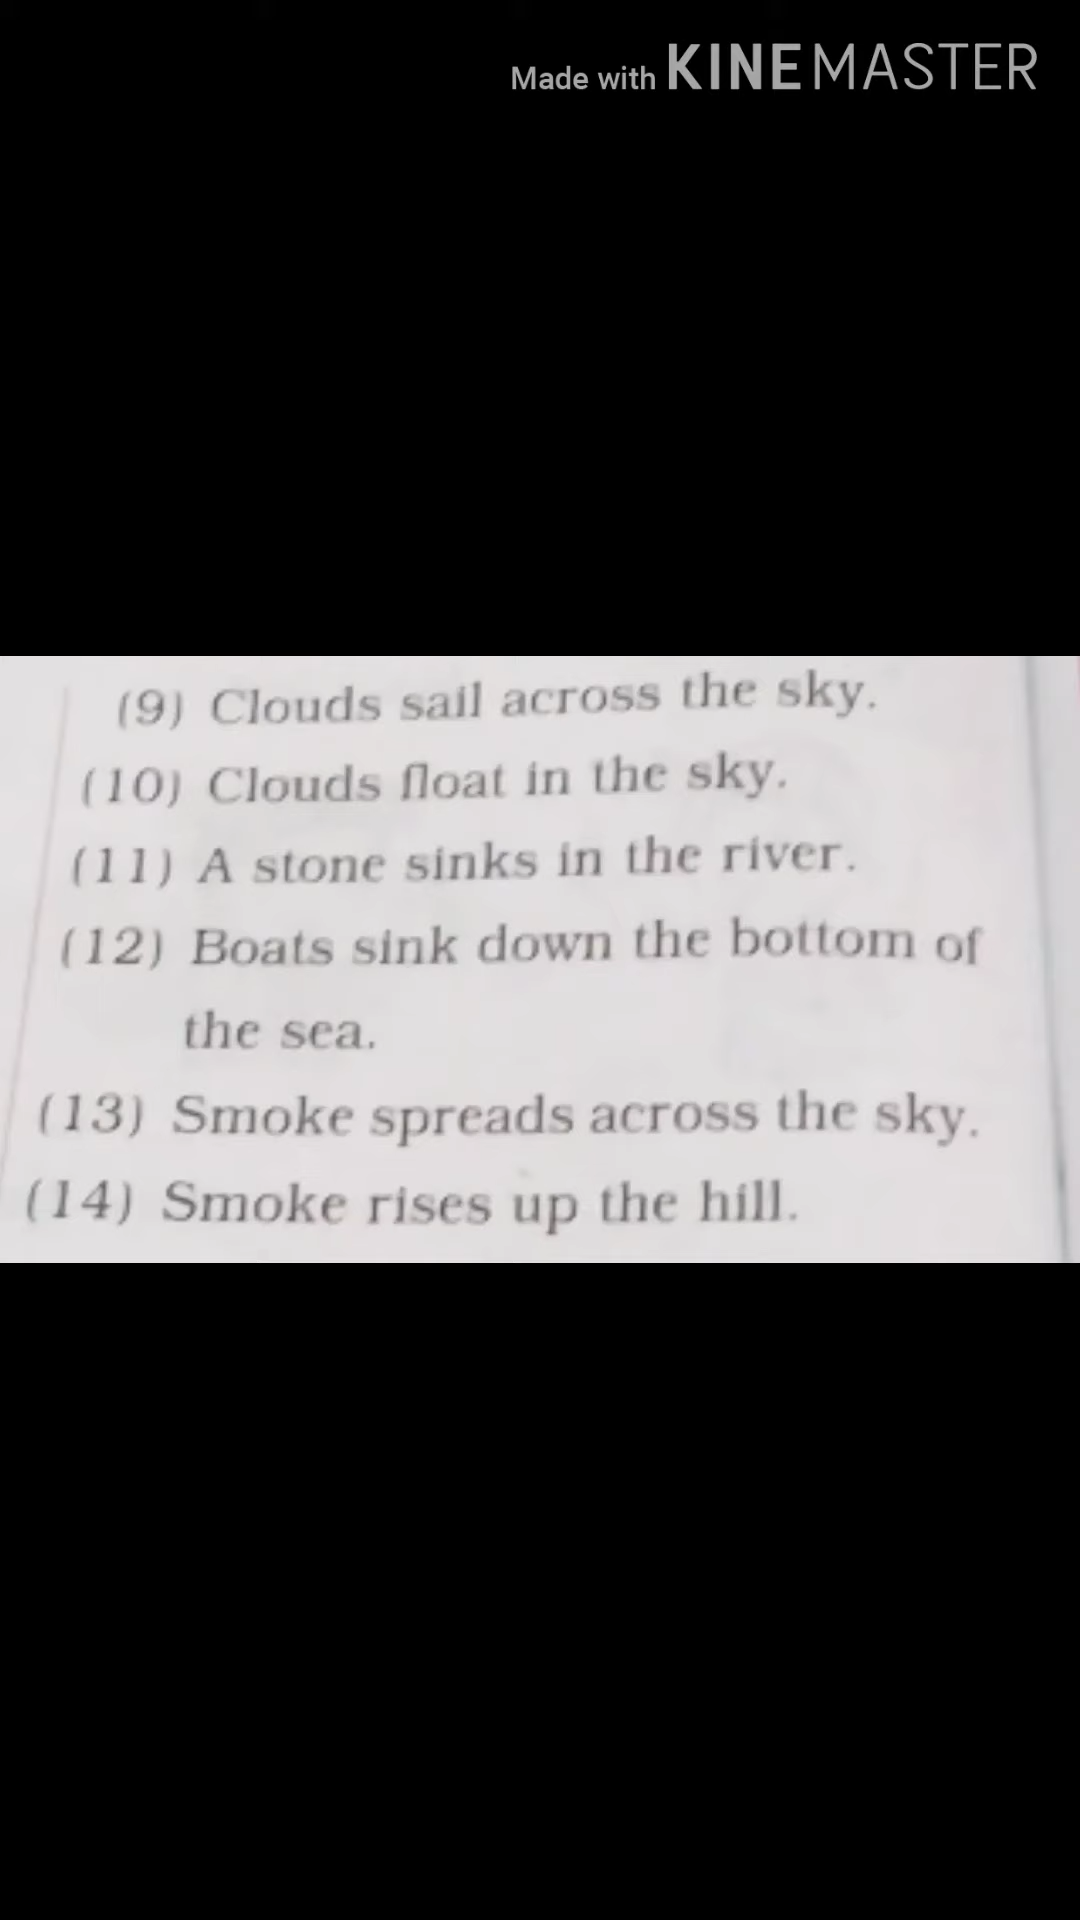 Made with KINEMASTER
(9) Clouds sail across the sky.
(10) Clouds float in the sky.
(11) A stone sinks in the river.
(12) Boats sink down the bottom of
the sea.
(13) Smoke spreads across the sky.
(14) Smoke rises up the hill.